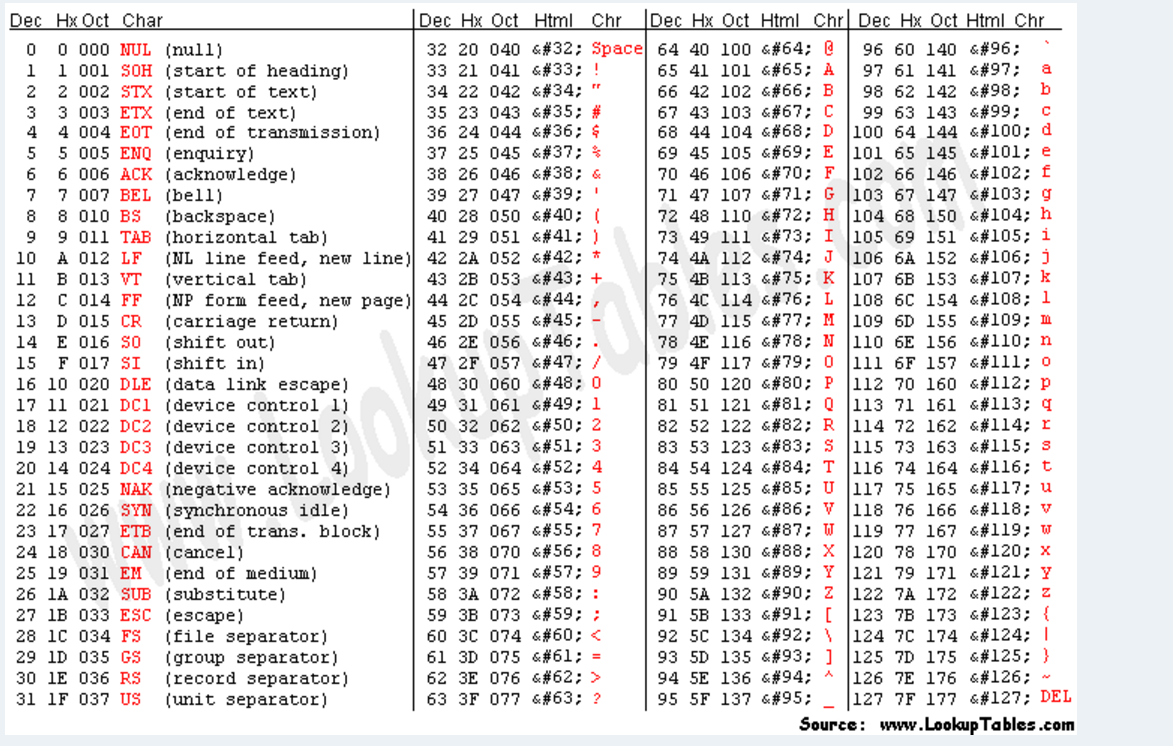 Dec Hx Oct Char Dec Hx Oct Html Chr Dec Hx Oct Html Chr Dec Hx Oct Html Chr
0 0 000 NUL (null) 32 20 040 &#32; Space 64 40 100 &#64; @ 96 60 140 &#96; `
1 1 001 SOH (start of heading) 33 21 041 &#33; ! 65 41 101 &#65; A 97 61 141 &#97; a
2 2 002 STX (start of text) 34 22 042 &#34; " 66 42 102 &#66; B 98 62 142 &#98; b
3 3 003 ETX (end of text) 35 23 043 &#35; # 67 43 103 &#67; C 99 63 143 &#99; c
4 4 004 EOT (end of transmission) 36 24 044 &#36; $ 68 44 104 &#68; D 100 64 144 &#100; d
5 5 005 ENQ (enquiry) 37 25 045 &#37; % 69 45 105 &#69; E 101 65 145 &#101; e
6 6 006 ACK (acknowledge) 38 26 046 &#38; & 70 46 106 &#70; F 102 66 146 &#102; f
7 7 007 BEL (bell) 39 27 047 &#39; ' 71 47 107 &#71; G 103 67 147 &#103; g
8 8 010 BS (backspace) 40 28 050 &#40; ( 72 48 110 &#72; H 104 68 150 &#104; h
9 9 011 TAB (horizontal tab) 41 29 051 &#41; ) 73 49 111 &#73; I 105 69 151 &#105; i
10 A 012 LF (NL line feed, new line) 42 2A 052 &#42; * 74 4A 112 &#74; J 106 6A 152 &#106; j
11 B 013 VT (vertical tab) 43 2B 053 &#43; + 75 4B 113 &#75; K 107 6B 153 &#107; k
12 C 014 FF (NP form feed, new page) 44 2C 054 &#44; , 76 4C 114 &#76; L 108 6C 154 &#108; l
13 D 015 CR (carriage return) 45 2D 055 &#45; - 77 4D 115 &#77; M 109 6D 155 &#109; m
14 E 016 SO (shift out) 46 2E 056 &#46; . 78 4E 116 &#78; N 110 6E 156 &#110; n
15 F 017 SI (shift in) 47 2F 057 &#47; / 79 4F 117 &#79; O 111 6F 157 &#111; o
16 10 020 DLE (data link escape) 48 30 060 &#48; 0 80 50 120 &#80; P 112 70 160 &#112; p
17 11 021 DC1 (device control 1) 49 31 061 &#49; 1 81 51 121 &#81; Q 113 71 161 &#113; q
18 12 022 DC2 (device control 2) 50 32 062 &#50; 2 82 52 122 &#82; R 114 72 162 &#114; r
19 13 023 DC3 (device control 3) 51 33 063 &#51; 3 83 53 123 &#83; S 115 73 163 &#115; s
20 14 024 DC4 (device control 4) 52 34 064 &#52; 4 84 54 124 &#84; T 116 74 164 &#116; t
21 15 025 NAK (negative acknowledge) 53 35 065 &#53; 5 85 55 125 &#85; U 117 75 165 &#117; u
22 16 026 SYN (synchronous idle) 54 36 066 &#54; 6 86 56 126 &#86; V 118 76 166 &#118; v
23 17 027 ETB (end of trans. block) 55 37 067 &#55; 7 87 57 127 &#87; W 119 77 167 &#119; w
24 18 030 CAN (cancel) 56 38 070 &#56; 8 88 58 130 &#88; X 120 78 170 &#120; x
25 19 031 EM (end of medium) 57 39 071 &#57; 9 89 59 131 &#89; Y 121 79 171 &#121; y
26 1A 032 SUB (substitute) 58 3A 072 &#58; : 90 5A 132 &#90; Z 122 7A 172 &#122; z
27 1B 033 ESC (escape) 59 3B 073 &#59; ; 91 5B 133 &#91; [ 123 7B 173 &#123; {
28 1C 034 FS (file separator) 60 3C 074 &#60; < 92 5C 134 &#92; \ 124 7C 174 &#124; |
29 1D 035 GS (group separator) 61 3D 075 &#61; = 93 5D 135 &#93; ] 125 7D 175 &#125; }
30 1E 036 RS (record separator) 62 3E 076 &#62; > 94 5E 136 &#94; ^ 126 7E 176 &#126; ~
31 1F 037 US (unit separator) 63 3F 077 &#63; ? 95 5F 137 &#95; _ 127 7F 177 &#127; DEL
Source: www.LookupTables.com
www.LookupTables.com